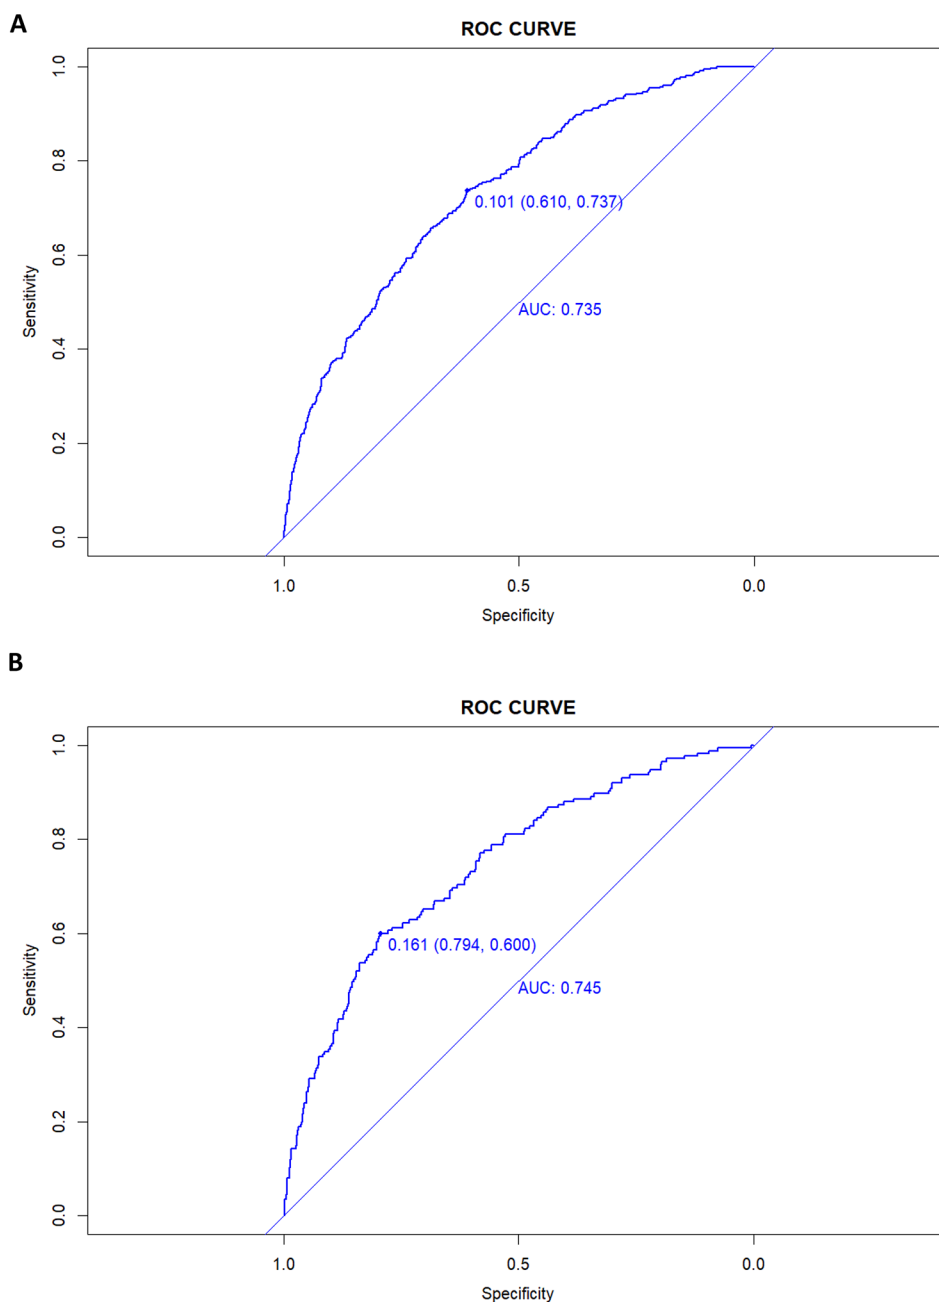 A
ROC CURVE
1.0
0.8
0.6
0.4
0.2
0.0
Sensitivity
0.101 (0.610, 0.737)
AUC: 0.735
1.0
0.5
0.0
Specificity
B
ROC CURVE
1.0
0.8
0.6
0.4
0.2
0.0
Sensitivity
0.161 (0.794, 0.600)
AUC: 0.745
1.0
0.5
0.0
Specificity